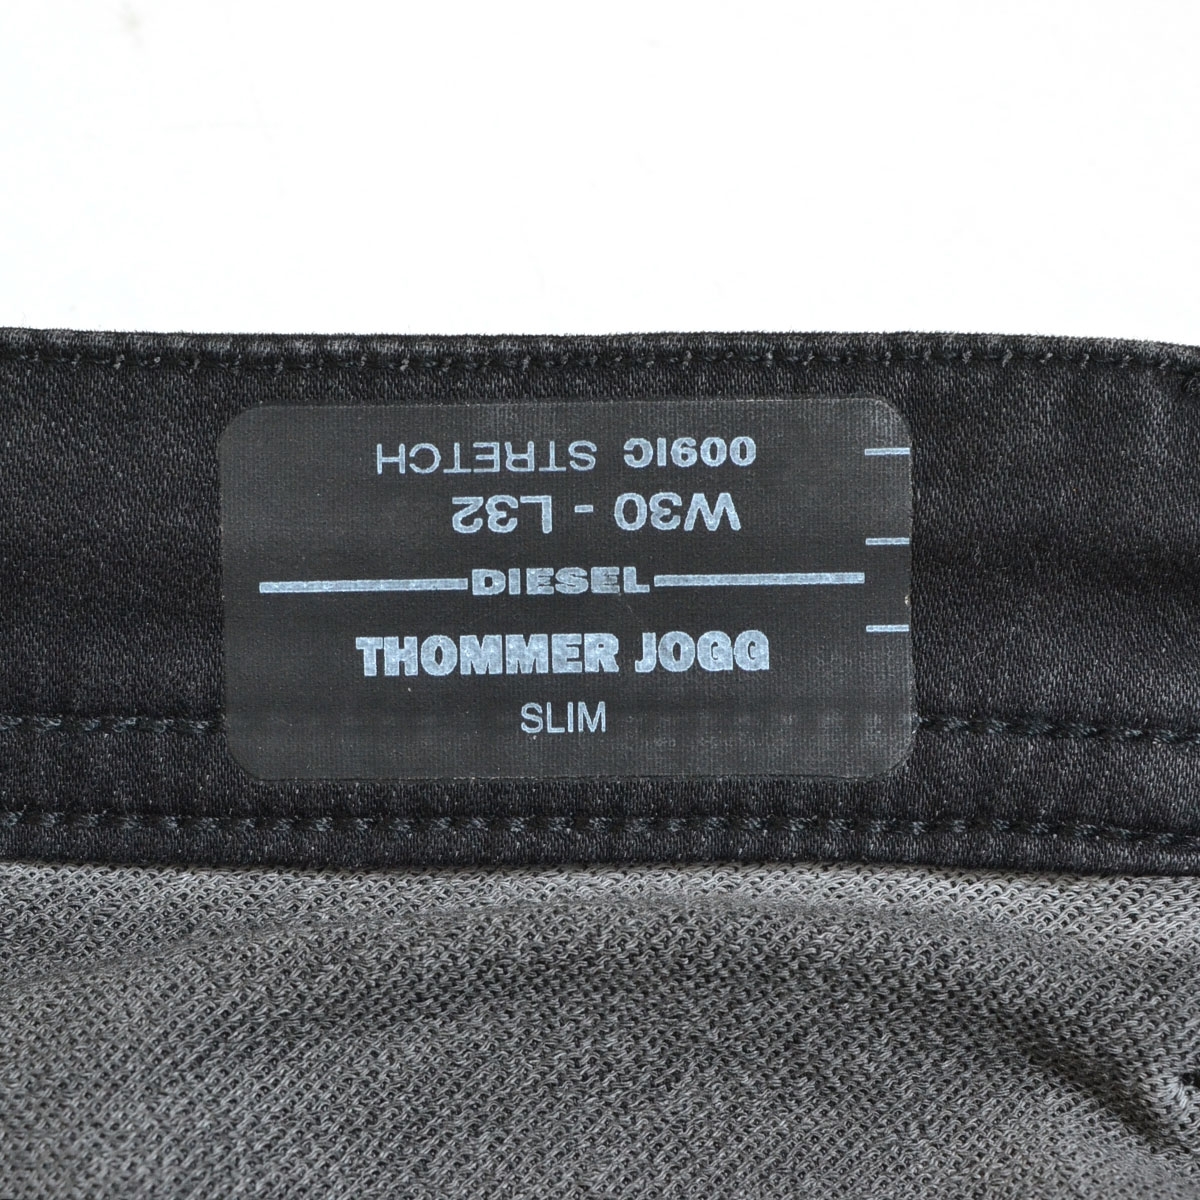 009IC STRETCH
W30 - L32
DIESEL
THOMMER JOGG
SLIM